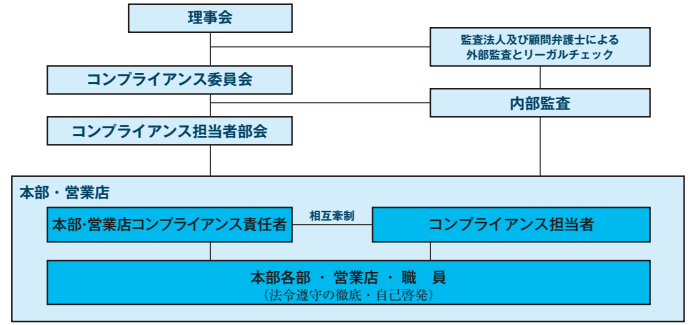 理事会
監査法人及び顧問弁護士による
外部監査とリーガルチェック
コンプライアンス委員会
内部監査
コンプライアンス担当者部会
本部・営業店
本部・営業店コンプライアンス責任者
相互牽制
コンプライアンス担当者
本部各部 ・ 営業店 ・ 職　員
（法令遵守の徹底・自己啓発）